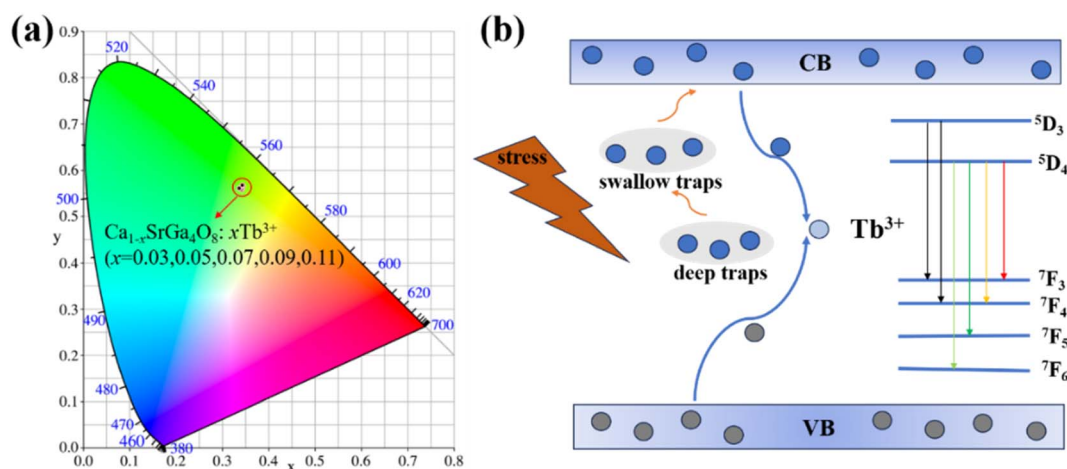 (a)
0.9
0.8
0.7
0.6
0.5
y
0.4
0.3
0.2
0.1
0.0
0.0 0.1 0.2 0.3 0.4 0.5 0.6 0.7 0.8
x
520
540
560
500
580
600
620
700
490
480
470
460
380
Ca1-xSrGa4O8: xTb3+
(x=0.03,0.05,0.07,0.09,0.11)
(b)
CB
stress
swallow traps
deep traps
Tb3+
5D3
5D4
7F3
7F4
7F5
7F6
VB